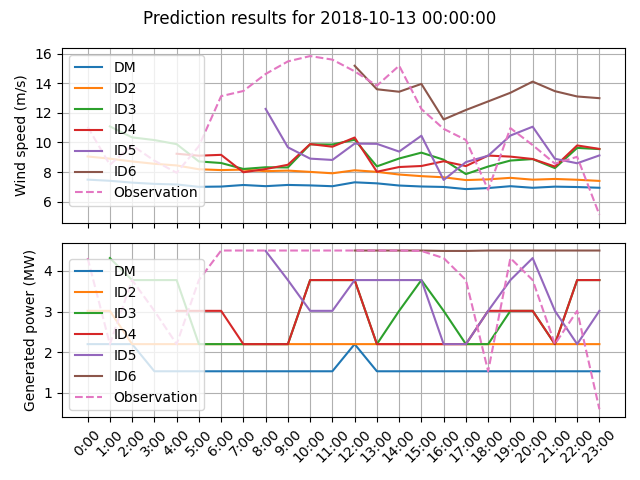 Prediction results for 2018-10-13 00:00:00
Wind speed (m/s)
16
14
12
10
8
6
DM
ID2
ID3
ID4
ID5
ID6
Observation
Generated power (MW)
4
3
2
1
DM
ID2
ID3
ID4
ID5
ID6
Observation
0:00 1:00 2:00 3:00 4:00 5:00 6:00 7:00 8:00 9:00 10:00 11:00 12:00 13:00 14:00 15:00 16:00 17:00 18:00 19:00 20:00 21:00 22:00 23:00